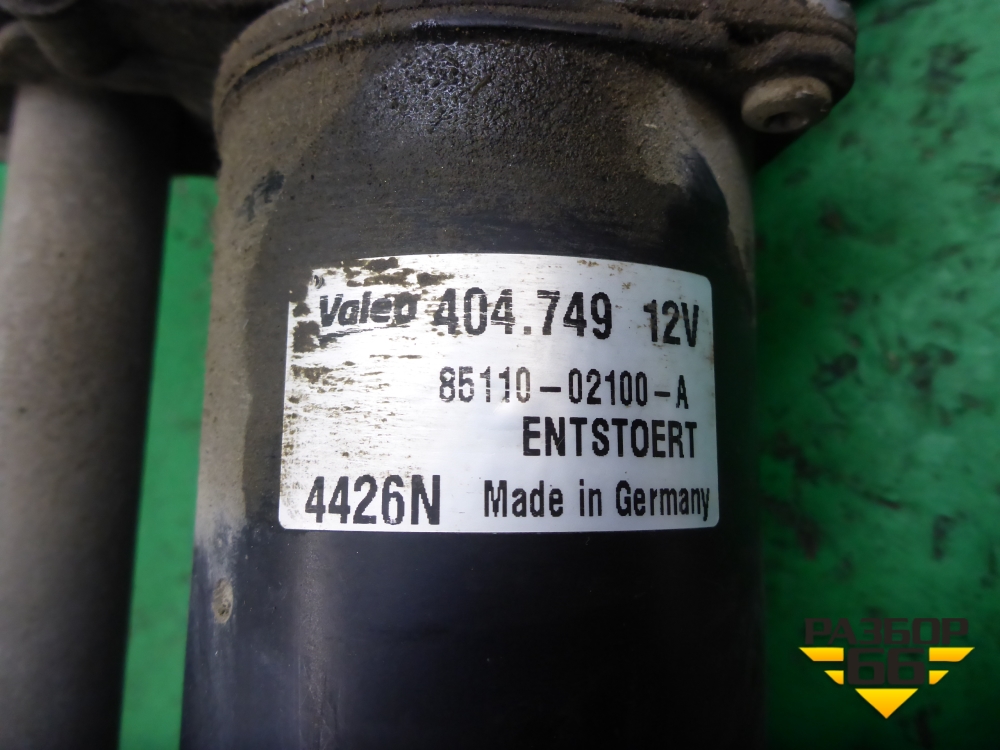 Valeo 404.749 12V
85110-02100-A
ENTSTOERT
4426N Made in Germany
РАЗБОР
66